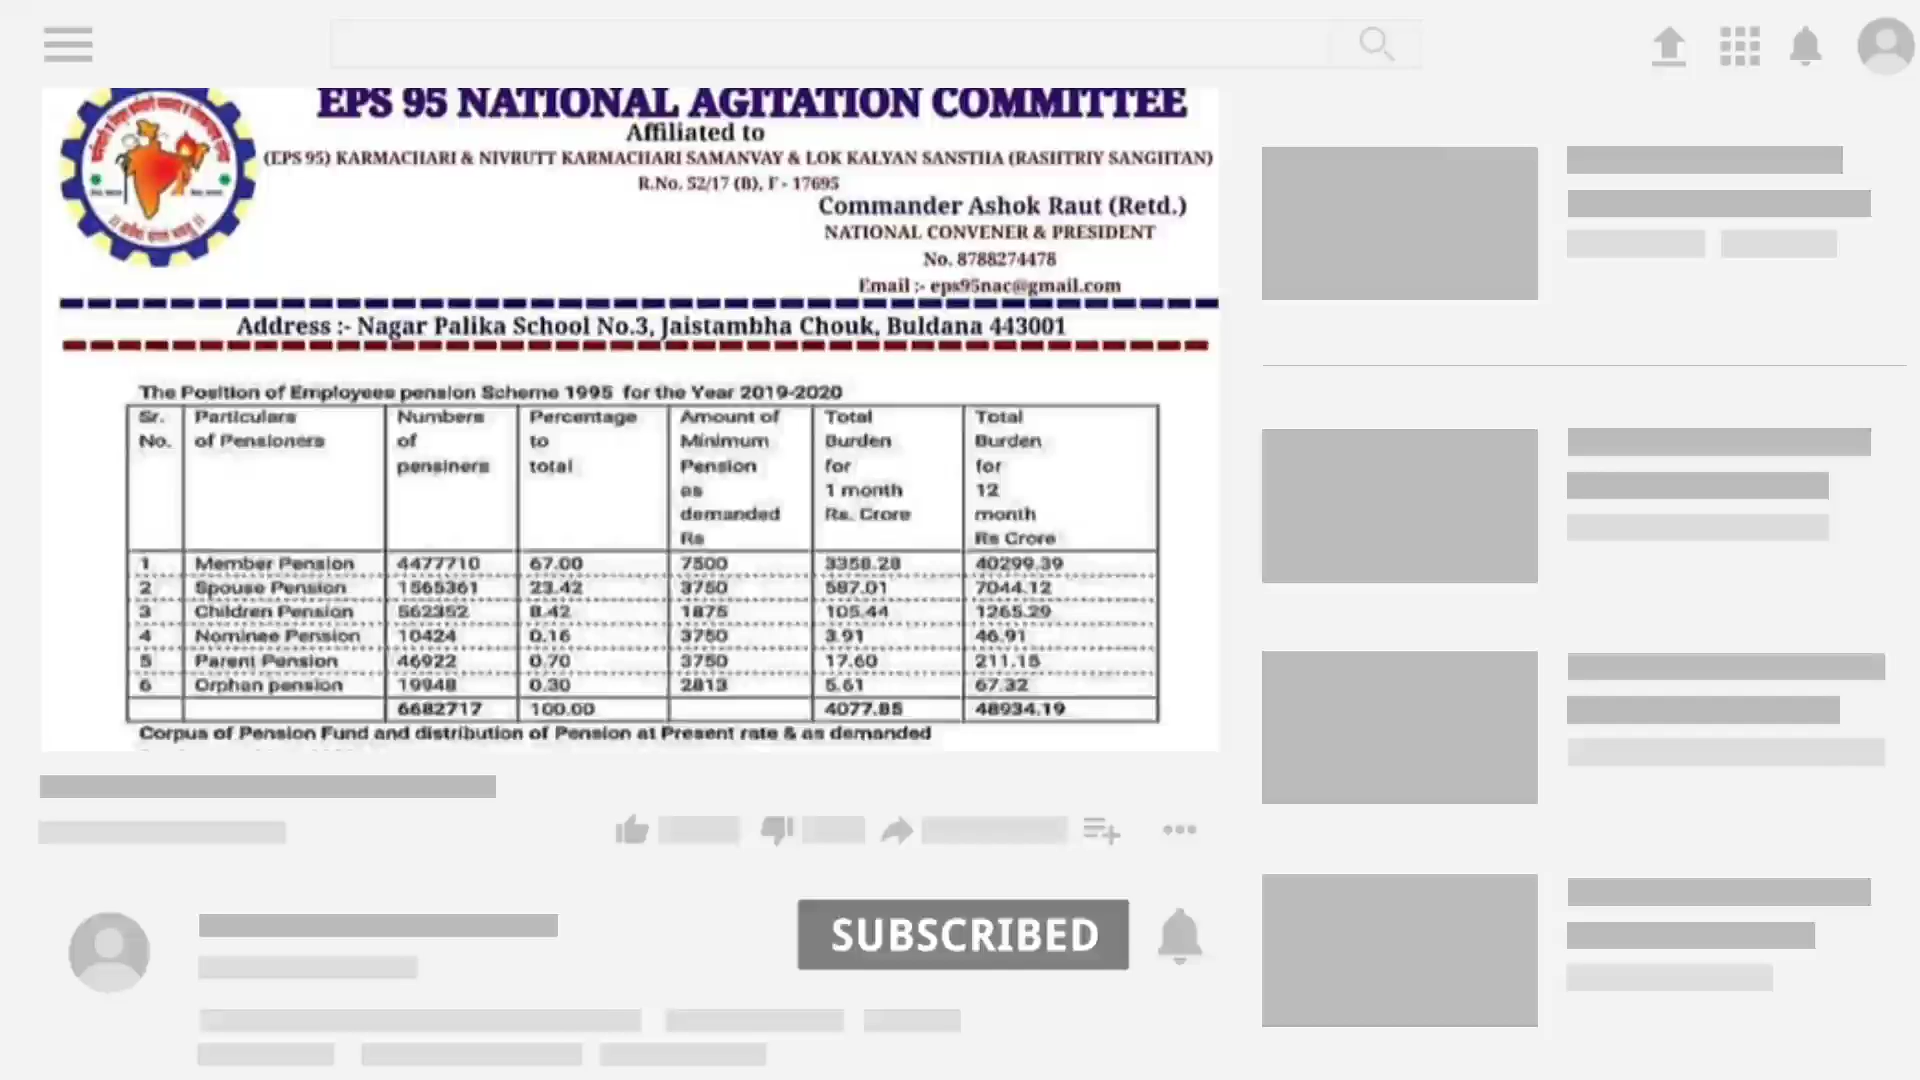 EPS 95 NATIONAL AGITATION COMMITTEE
Affiliated to
(EPS 95) KARMACHARI & NIVRUTT KARMACHARI SAMANVAY & LOK KALYAN SANSTHA (RASHTRIY SANGHTAN)
R.No. 52/17 (B), F - 17695
Commander Ashok Raut (Retd.)
NATIONAL CONVENER & PRESIDENT
No. 8788274478
Email :- eps95nac@gmail.com
Address :- Nagar Palika School No.3, Jaistambha Chouk, Buldana 443001
The Position of Employees pension Scheme 1995 for the Year 2019-2020
Sr. Particulars Numbers Percentage Amount of Total Total
No. of Pensioners of to Minimum Burden Burden
pensiners total Pension for for
as 1 month 12
demanded Rs. Crore month
Rs Rs Crore
1 Member Pension 4477710 67.00 7500 3358.28 40299.39
2 Spouse Pension 1565361 23.42 3750 587.01 7044.12
3 Children Pension 562352 8.42 1875 105.44 1265.29
4 Nominee Pension 10424 0.16 3750 3.91 46.91
5 Parent Pension 46922 0.70 3750 17.60 211.15
6 Orphan pension 19948 0.30 2813 5.61 67.32
6682717 100.00 4077.85 48934.19
Corpus of Pension Fund and distribution of Pension at Present rate & as demanded
SUBSCRIBED